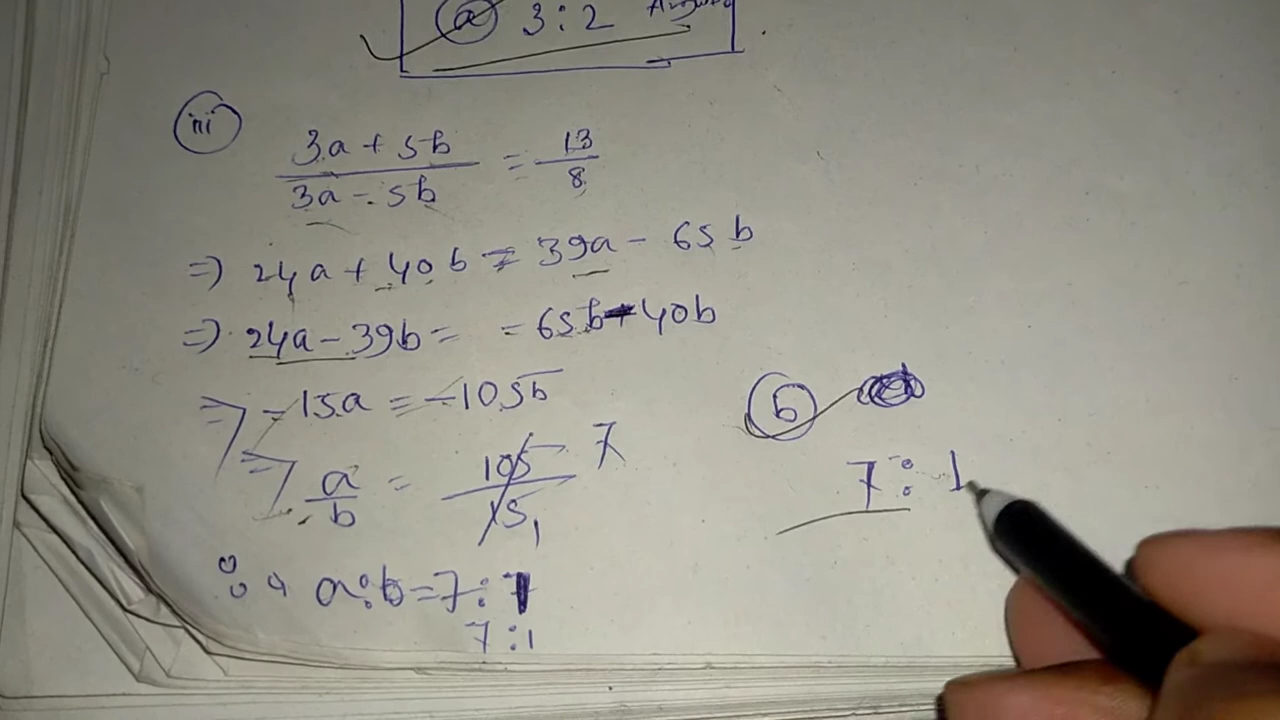 (a) 3:2 Answer
(iii)
3a + 5b / 3a - 5b = 13 / 8
=> 24a + 40b = 39a - 65b
=> 24a - 39b = = 65b - 40b
=> - 15a = - 105b
=> a / b = 105 / 15 7 1
∴ a:b = 7:1
7:1
(b)
7:1